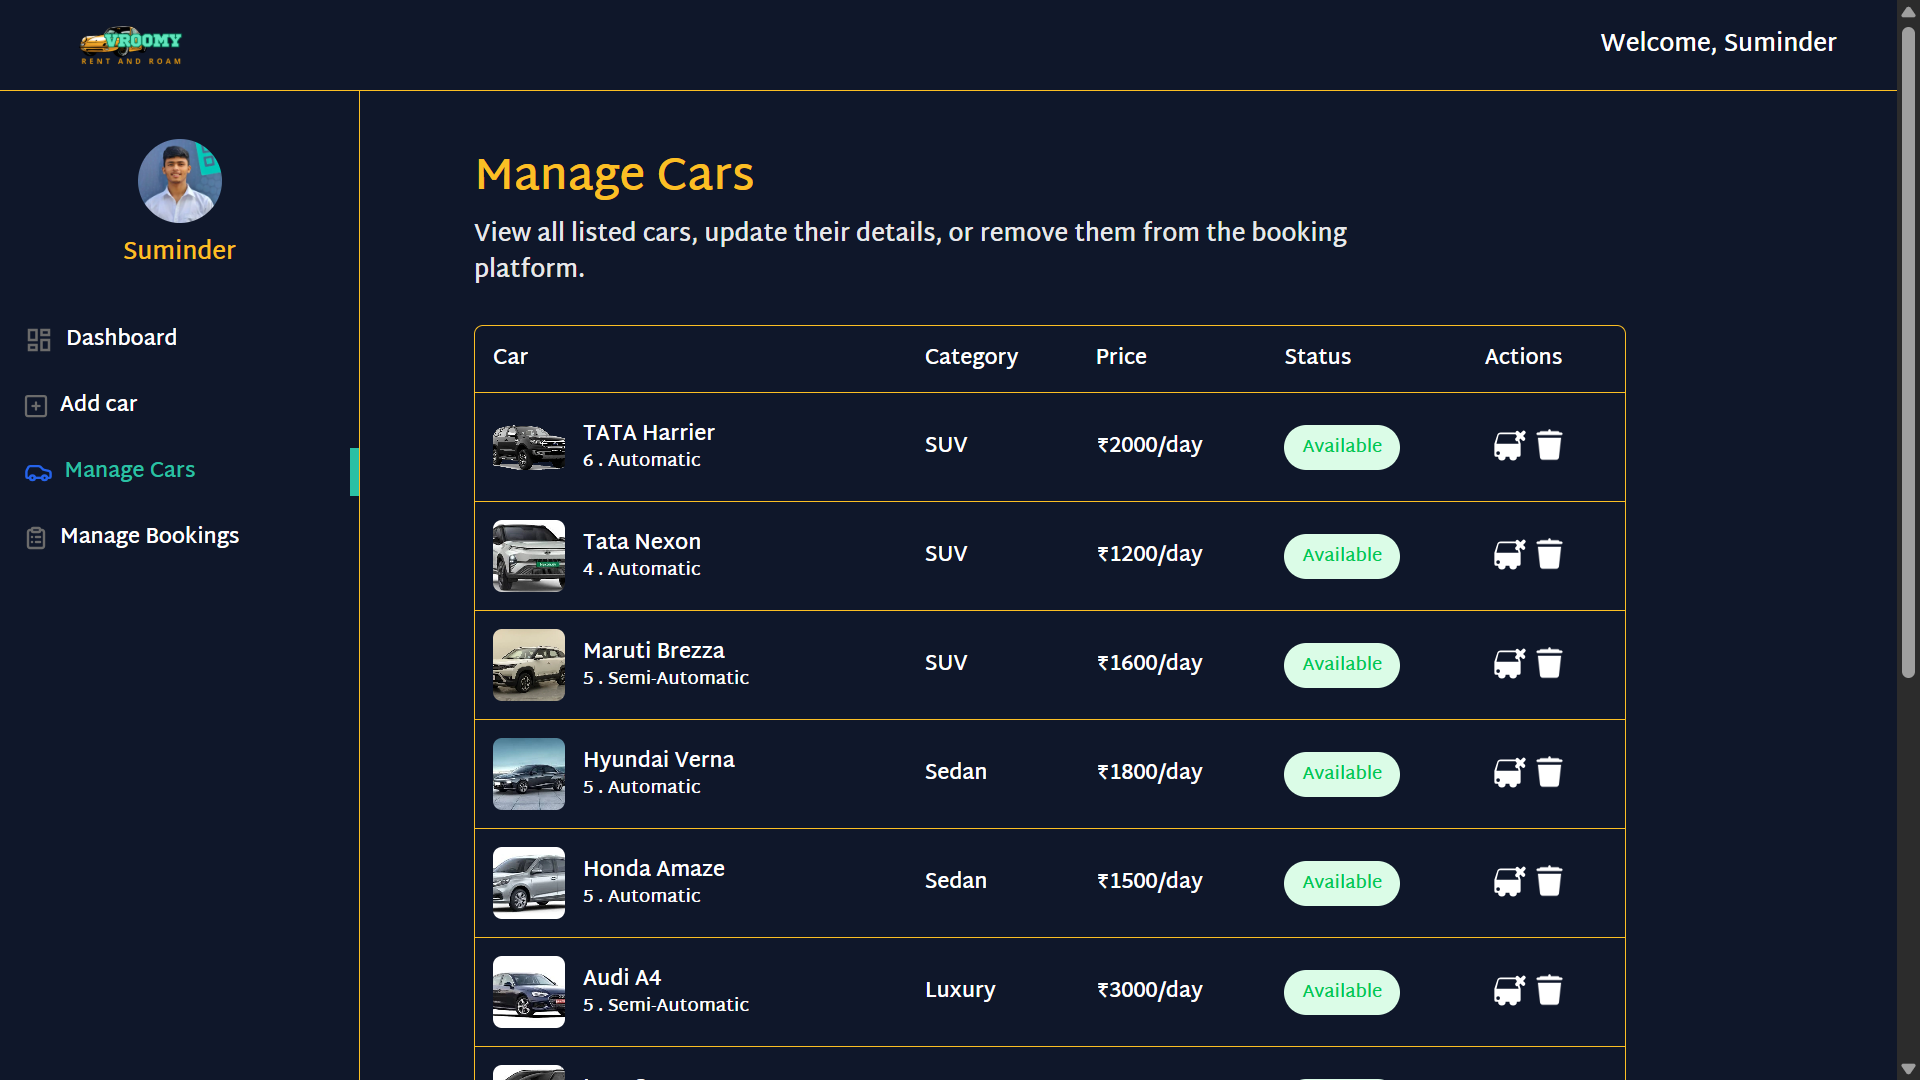 VROOMY
RENT AND ROAM
Welcome, Suminder
Suminder
Dashboard
Add car
Manage Cars
Manage Bookings
Manage Cars
View all listed cars, update their details, or remove them from the booking
platform.
Car Category Price Status Actions
TATA Harrier
6 . Automatic
SUV ₹2000/day Available
Tata Nexon
4 . Automatic
SUV ₹1200/day Available
Maruti Brezza
5 . Semi-Automatic
SUV ₹1600/day Available
Hyundai Verna
5 . Automatic
Sedan ₹1800/day Available
Honda Amaze
5 . Automatic
Sedan ₹1500/day Available
Audi A4
5 . Semi-Automatic
Luxury ₹3000/day Available